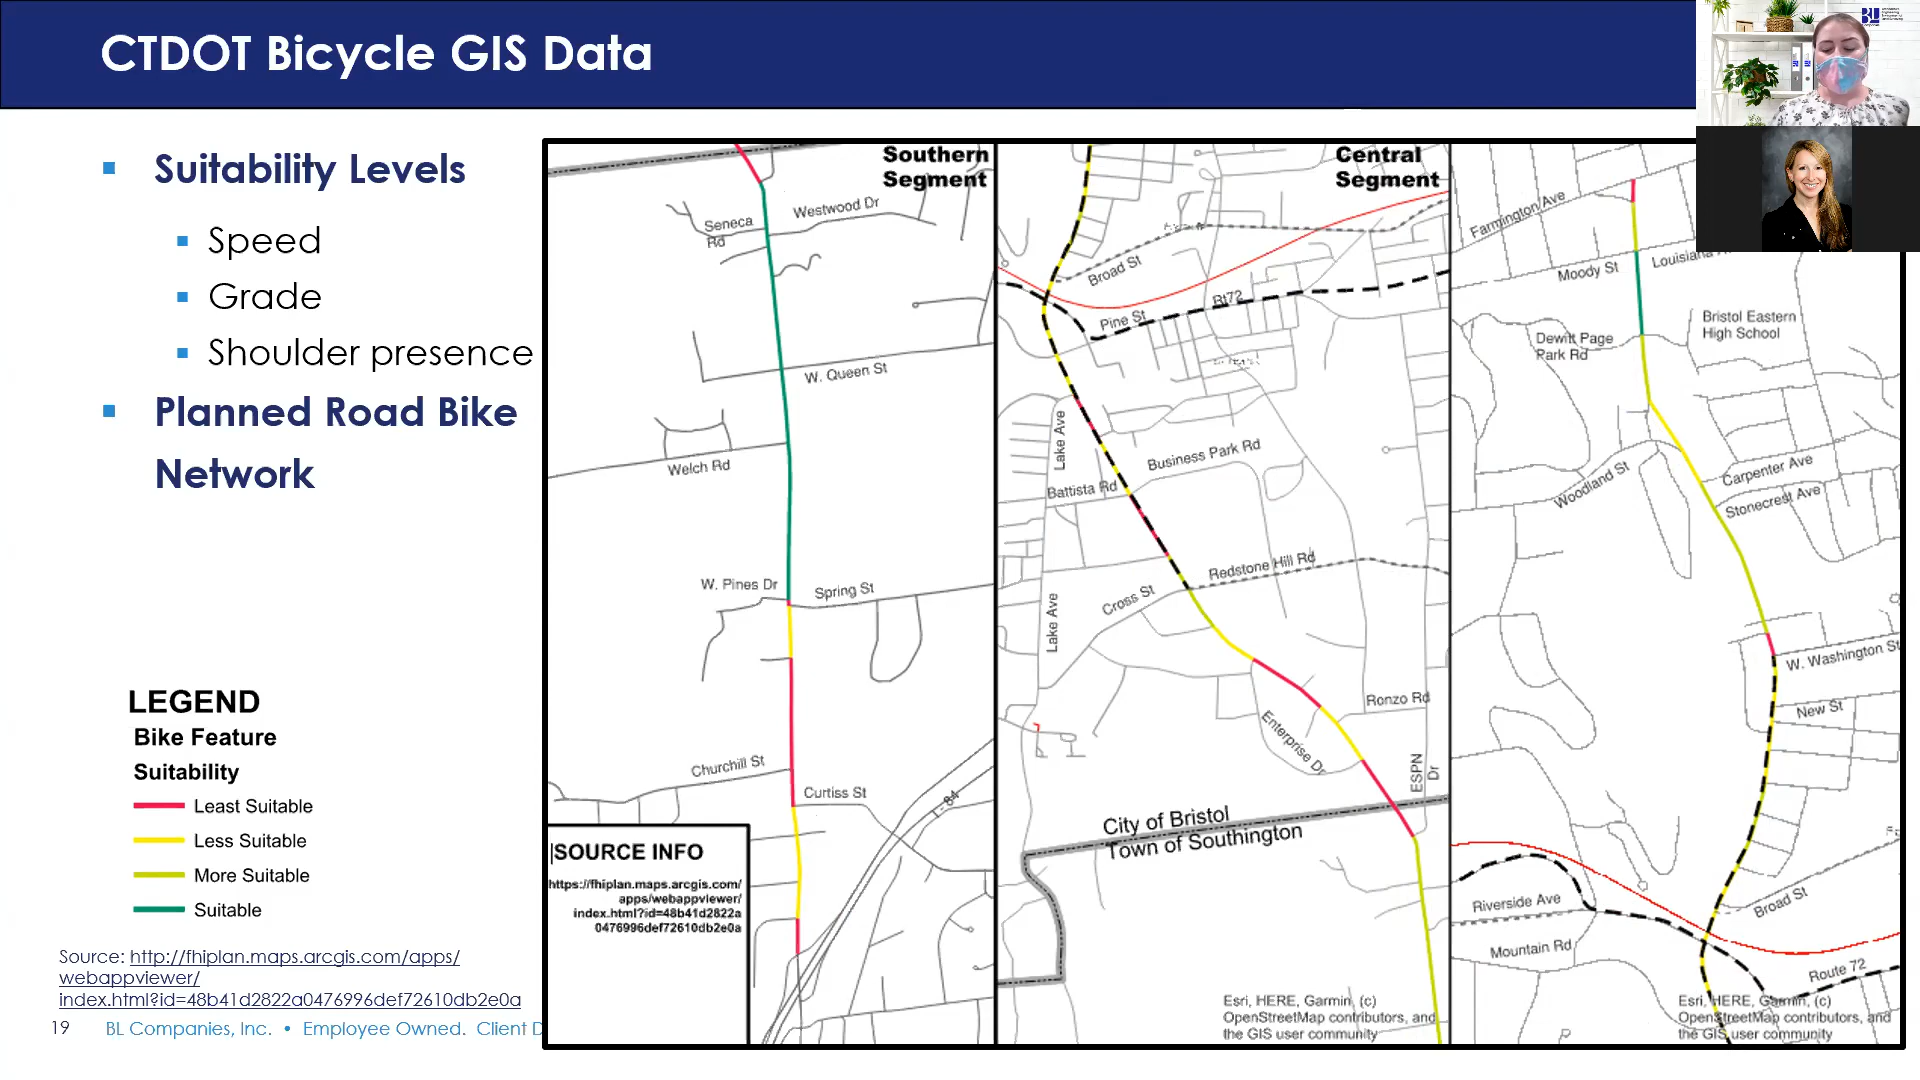 CTDOT Bicycle GIS Data
Suitability Levels
Speed
Grade
Shoulder presence
Planned Road Bike
Network
LEGEND
Bike Feature
Suitability
Least Suitable
Less Suitable
More Suitable
Suitable
Source: http://fhiplan.maps.arcgis.com/apps/
webappviewer/
index.html?id=48b41d2822a0476996def72610db2e0a
19
BL Companies, Inc. • Employee Owned. Client D
Southern
Segment
Seneca
Rd
Westwood Dr
W. Queen St
Welch Rd
W. Pines Dr
Spring St
Churchill St
Curtiss St
I - 84
SOURCE INFO
https://fhiplan.maps.arcgis.com/
apps/webappviewer/
index.html?id=48b41d2822a
0476996def72610db2e0a
Central
Segment
Broad St
Rt72
Pine St
Lake Ave
Business Park Rd
Battista Rd
Redstone Hill Rd
Cross St
Lake Ave
Ronzo Rd
Enterprise Dr
ESPN
Dr
City of Bristol
Town of Southington
Esri, HERE, Garmin, (c)
OpenStreetMap contributors, and
the GIS user community
Farmington Ave
Moody St
Louisiana
Bristol Eastern
High School
Dewitt Page
Park Rd
Woodland St
Carpenter Ave
Stonecrest Ave
W. Washington St
New St
Broad St
Riverside Ave
Mountain Rd
Route 72
Esri, HERE, Garmin, (c)
OpenStreetMap contributors, and
the GIS user community
BL